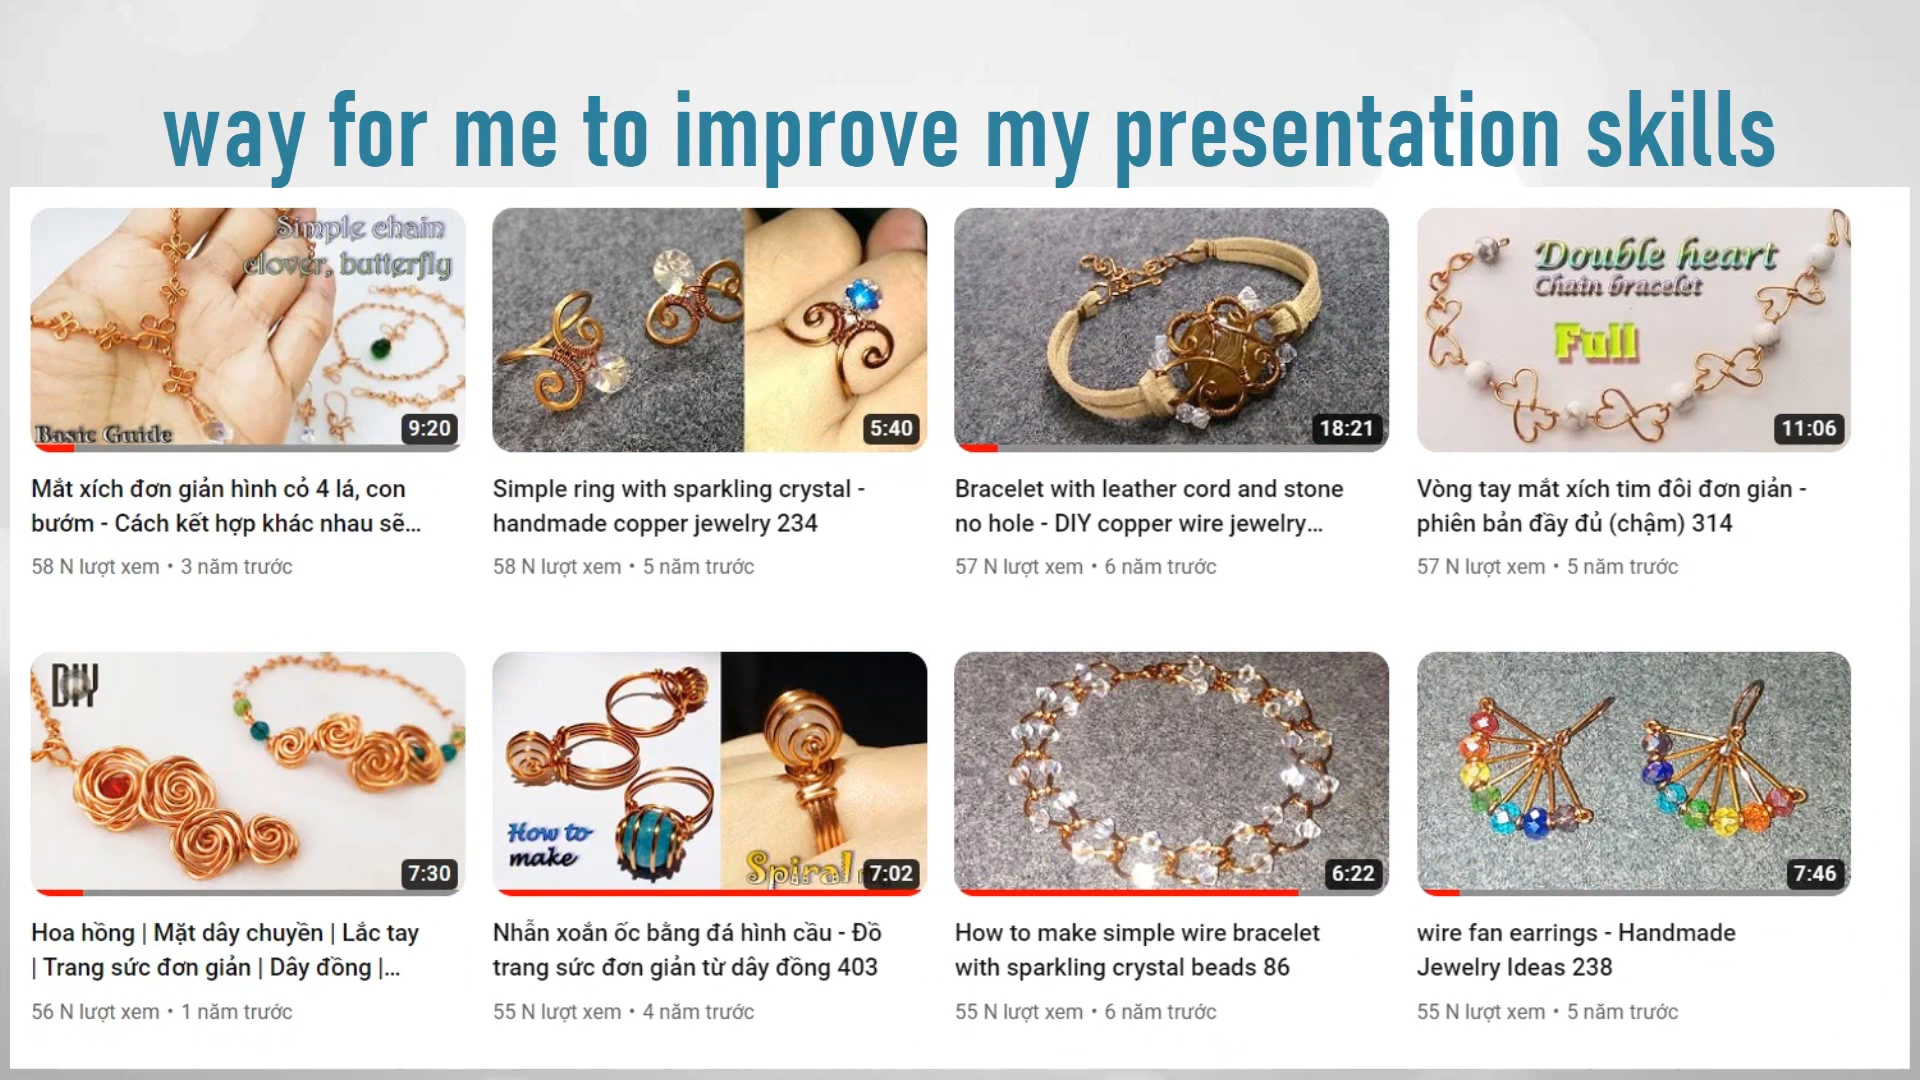 way for me to improve my presentation skills
Simple chain
clover, butterfly
Basic Guide
9:20
5:40
18:21
Double heart
Chain bracelet
Full
11:06
Mắt xích đơn giản hình cỏ 4 lá, con
bướm - Cách kết hợp khác nhau sẽ...
58 N lượt xem • 3 năm trước
Simple ring with sparkling crystal -
handmade copper jewelry 234
58 N lượt xem • 5 năm trước
Bracelet with leather cord and stone
no hole - DIY copper wire jewelry...
57 N lượt xem • 6 năm trước
Vòng tay mắt xích tim đôi đơn giản -
phiên bản đầy đủ (chậm) 314
57 N lượt xem • 5 năm trước
DIY
7:30
How to
make
Spiral
7:02
6:22
7:46
Hoa hồng | Mặt dây chuyền | Lắc tay
| Trang sức đơn giản | Dây đồng |...
56 N lượt xem • 1 năm trước
Nhẫn xoắn ốc bằng đá hình cầu - Đồ
trang sức đơn giản từ dây đồng 403
55 N lượt xem • 4 năm trước
How to make simple wire bracelet
with sparkling crystal beads 86
55 N lượt xem • 6 năm trước
wire fan earrings - Handmade
Jewelry Ideas 238
55 N lượt xem • 5 năm trước